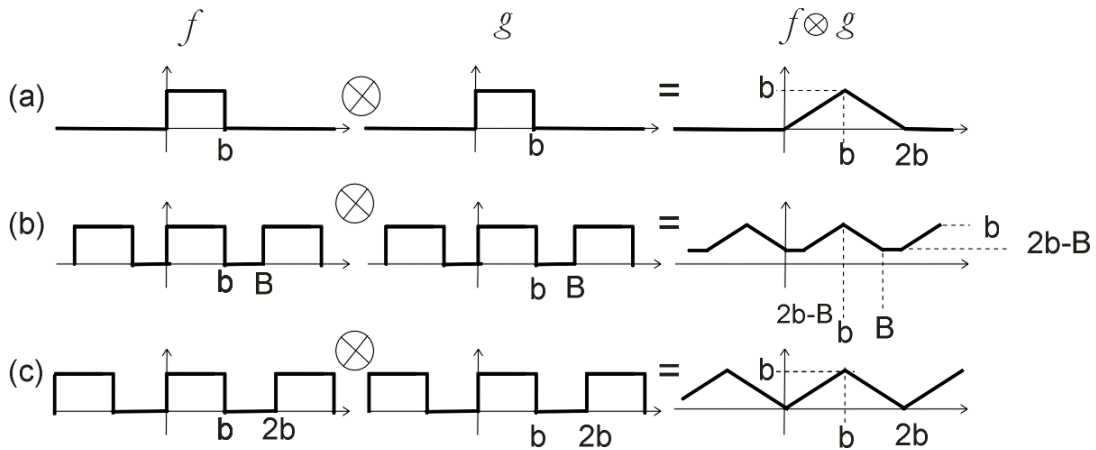 f g f ⊗ g
(a) b ⊗ b = b b 2b
(b) b B ⊗ b B = b 2b-B
2b-B b B
(c) b 2b ⊗ b 2b = b b 2b